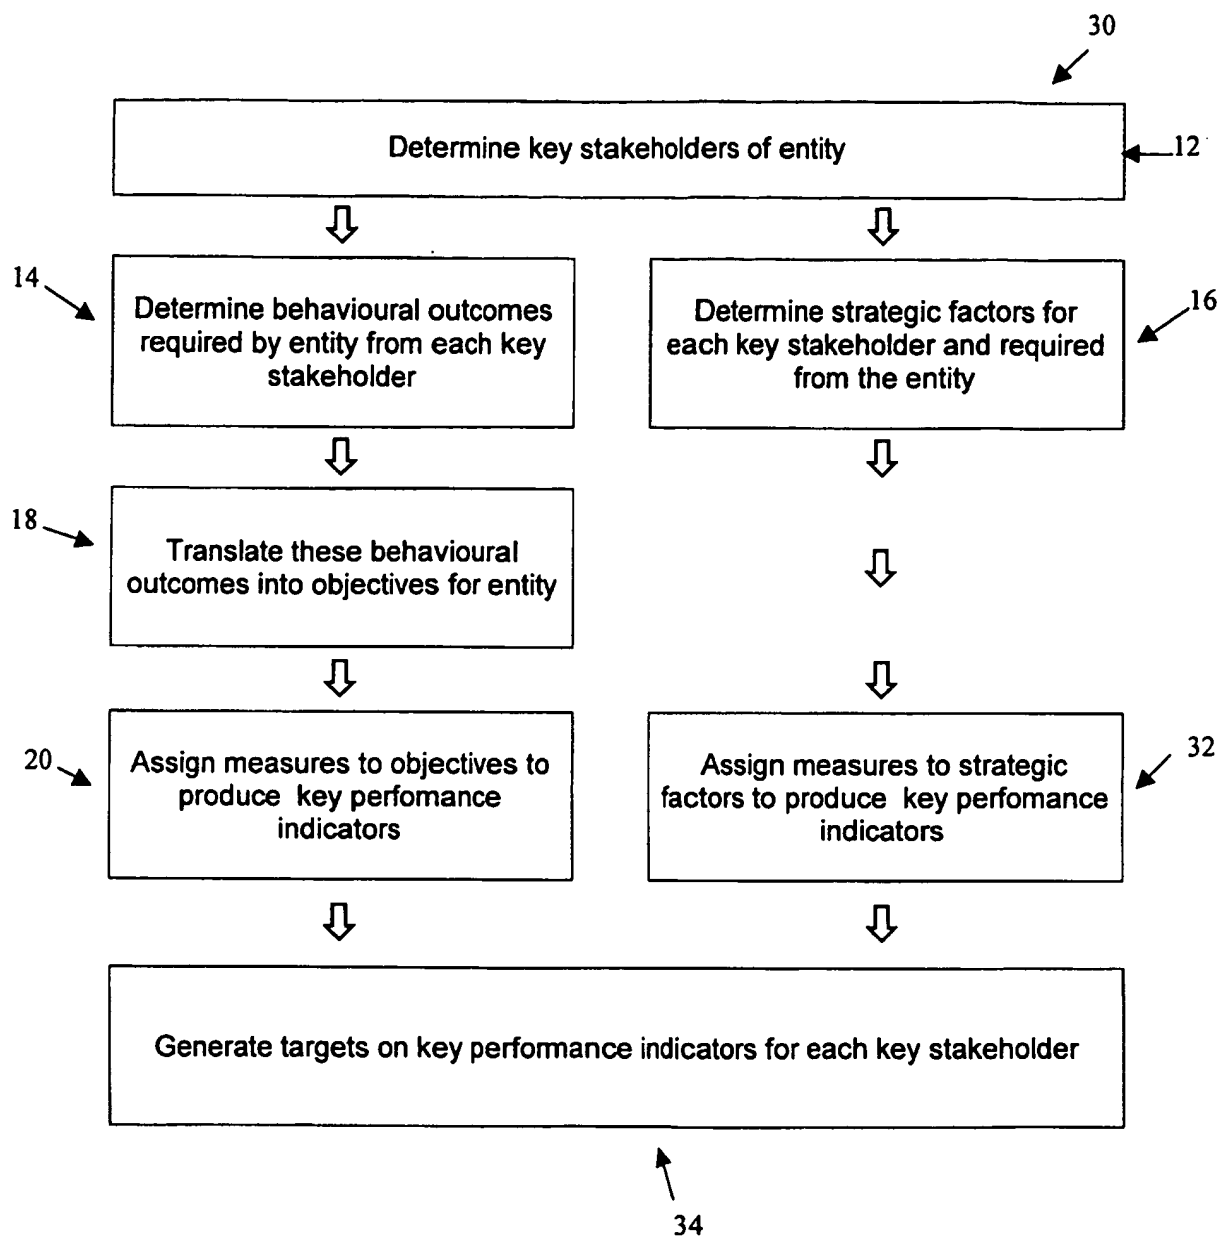 30
Determine key stakeholders of entity
12
14
Determine behavioural outcomes
required by entity from each key
stakeholder
Determine strategic factors for
each key stakeholder and required
from the entity
16
18
Translate these behavioural
outcomes into objectives for entity
20
Assign measures to objectives to
produce key perfomance
indicators
Assign measures to strategic
factors to produce key perfomance
indicators
32
Generate targets on key performance indicators for each key stakeholder
34